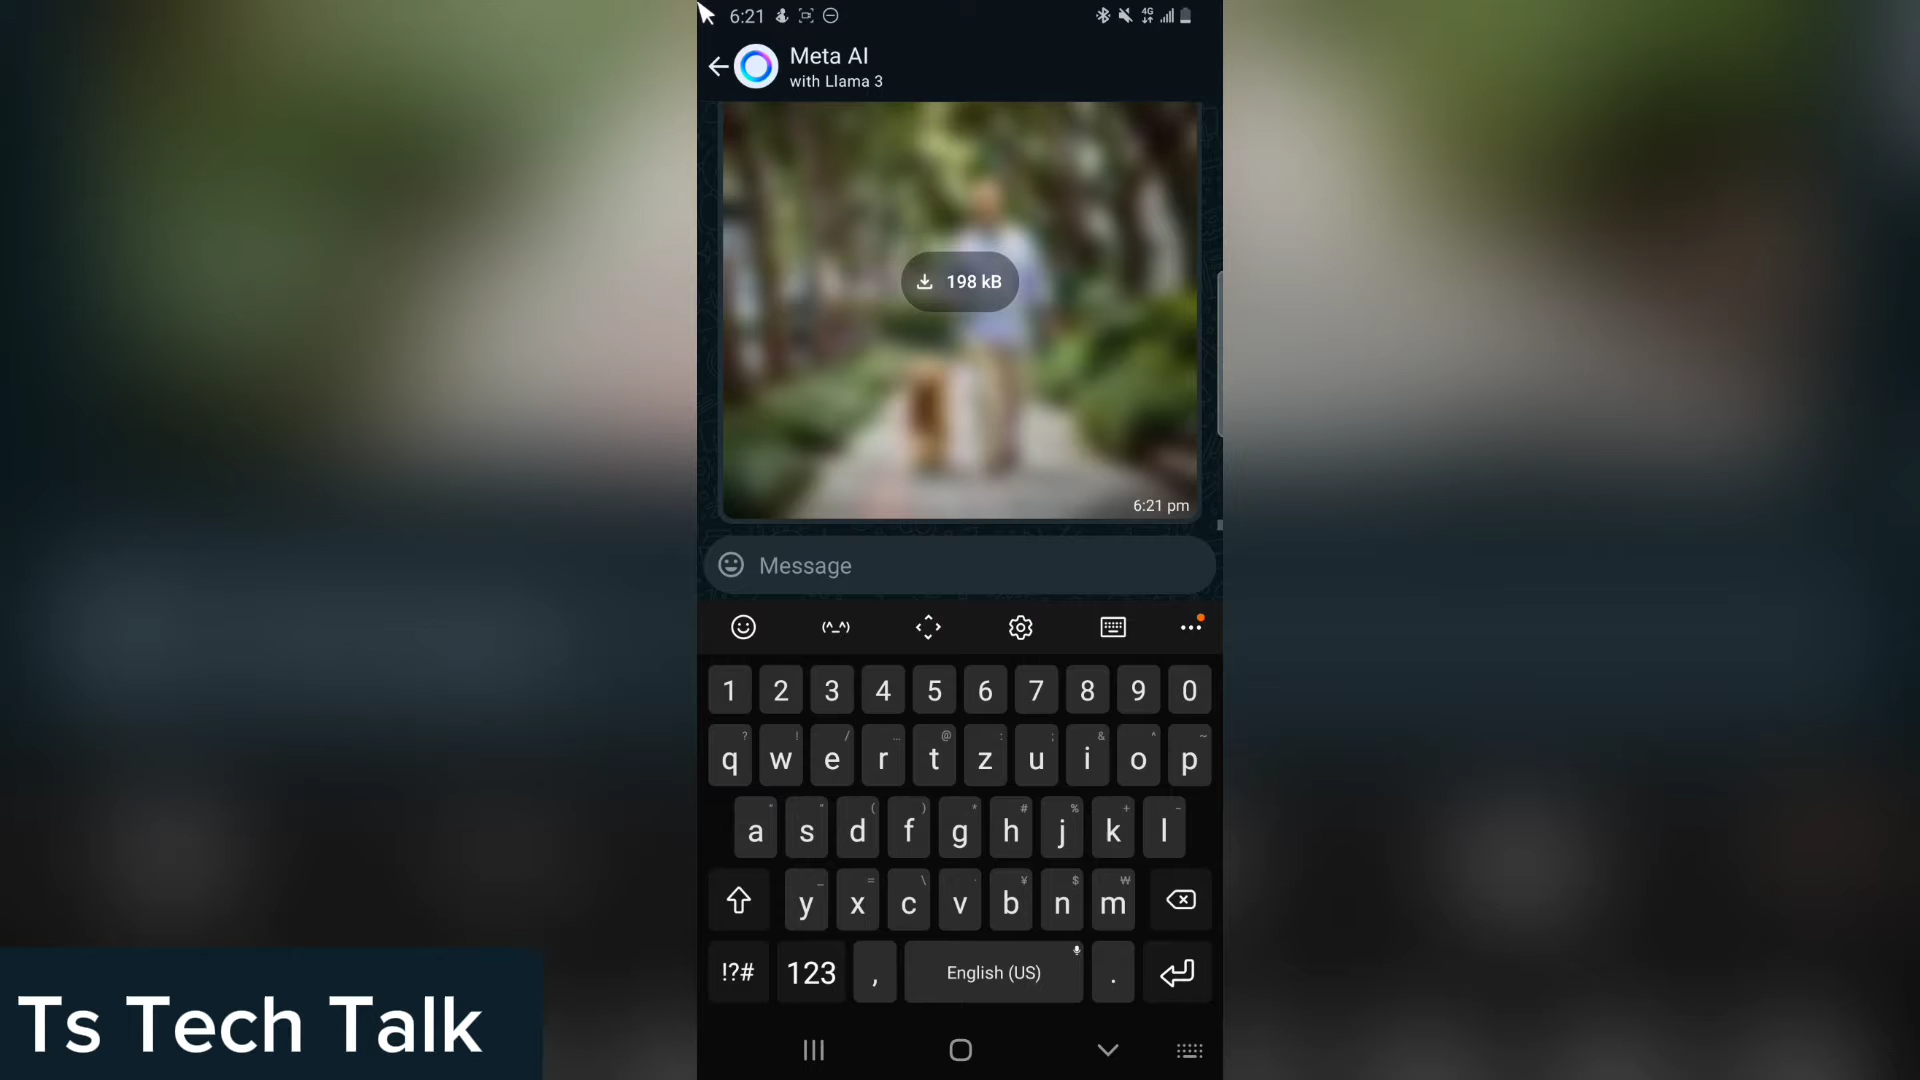 6:21
4G
Meta AI
with Llama 3
198 kB
6:21 pm
Message
(^_^)
1 2 3 4 5 6 7 8 9 0
q w e r t z u i o p
a s d f g h j k l
y x c v b n m
!?# 123 , English (US) .
Ts Tech Talk